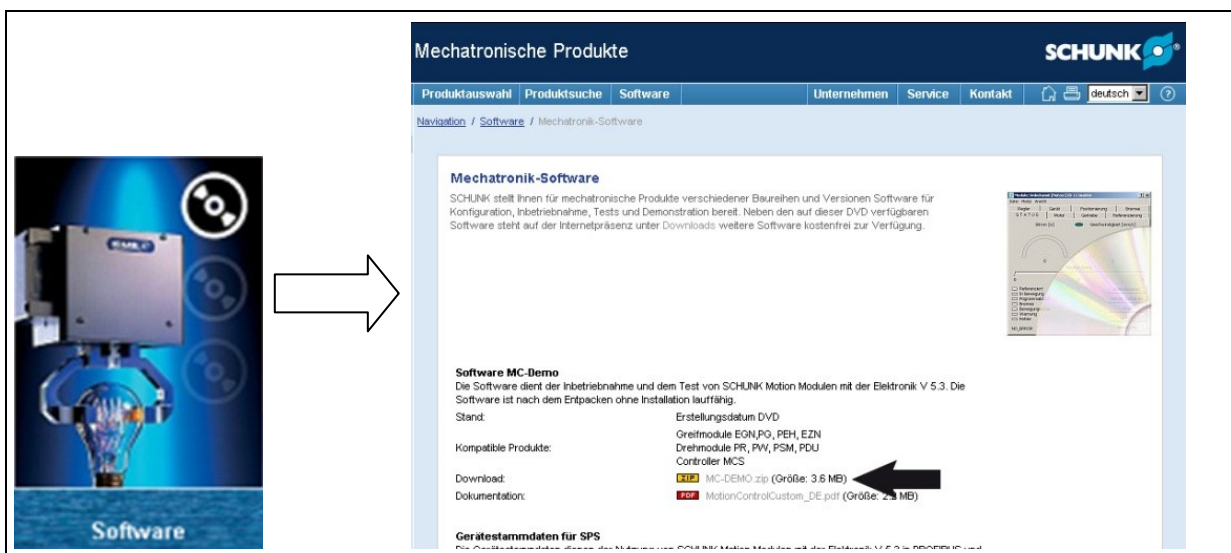 Software
Mechatronische Produkte
SCHUNK
Produktauswahl Produktsuche Software Unternehmen Service Kontakt deutsch
Navigation / Software / Mechatronik-Software
Mechatronik-Software
SCHUNK stellt Ihnen für mechatronische Produkte verschiedener Baureihen und Versionen Software für
Konfiguration, Inbetriebnahme, Tests und Demonstration bereit. Neben den auf dieser DVD verfügbaren
Software steht auf der Internetpräsenz unter Downloads weitere Software kostenfrei zur Verfügung.
Software MC-Demo
Die Software dient der Inbetriebnahme und dem Test von SCHUNK Motion Modulen mit der Elektronik V 5.3. Die
Software ist nach dem Entpacken ohne Installation lauffähig.
Stand: Erstellungsdatum DVD
Kompatible Produkte: Greifmodule EGN,PG, PEH, EZN
Drehmodule PR, PW, PSM, PDU
Controller MCS
Download: ZIP MC-DEMO.zip (Größe: 3.6 MB)
Dokumentation: PDF MotionControlCustom_DE.pdf (Größe: MB)
Gerätestammdaten für SPS